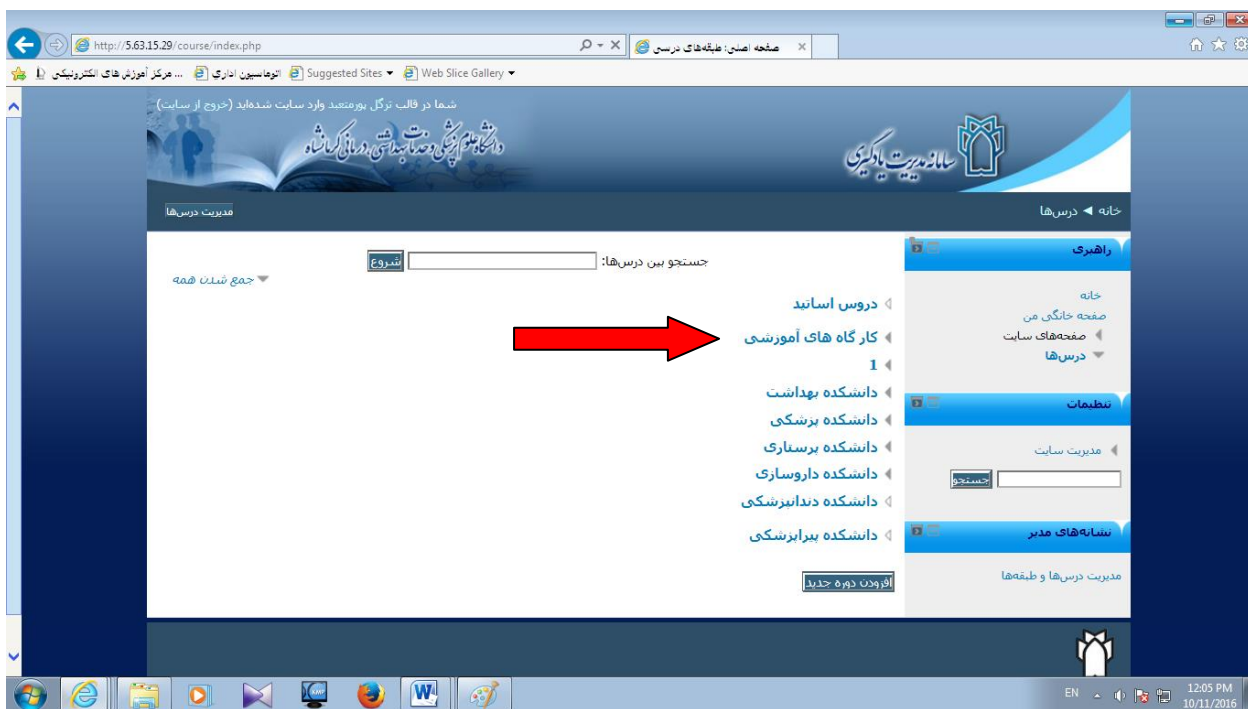 http://5.63.15.29/course/index.php
صفحه اصلی: طبقه‌های درسی
مرکز آموزش های الکترونیکی ...
اتوماسیون اداري
Suggested Sites
Web Slice Gallery
شما در قالب نرگل پورمتعبد وارد سایت شده‌اید (خروج از سایت)
دانشگاه علوم پزشکی و خدمات بهداشتی درمانی کرمانشاه
سامانه مدیریت یادگیری
خانه ◄ درس‌ها
مدیریت درس‌ها
راهبری
خانه
صفحه خانگی من
صفحه‌های سایت
درس‌ها
تنظیمات
مدیریت سایت
جستجو
نشانه‌های مدیر
مدیریت درس‌ها و طبقه‌ها
جستجو بین درس‌ها:
شروع
جمع شدن همه
دروس اساتید
کار گاه های آموزشی
1
دانشکده بهداشت
دانشکده پزشکی
دانشکده پرستاری
دانشکده داروسازی
دانشکده دندانپزشکی
دانشکده پیراپزشکی
افزودن دوره جدید
EN
12:05 PM
10/11/2016